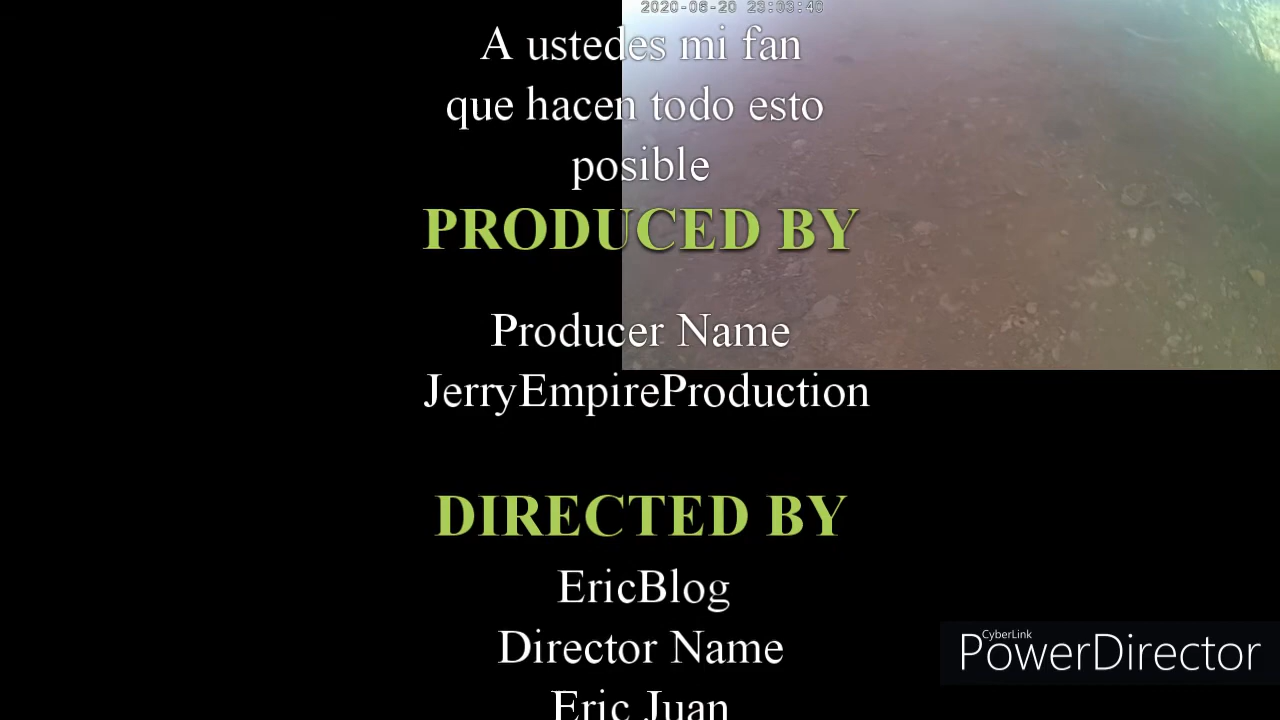 2020-06-20 23:03:40
A ustedes mi fan
que hacen todo esto
posible
PRODUCED BY
Producer Name
JerryEmpireProduction
DIRECTED BY
EricBlog
Director Name
CyberLink
PowerDirector
Eric Juan